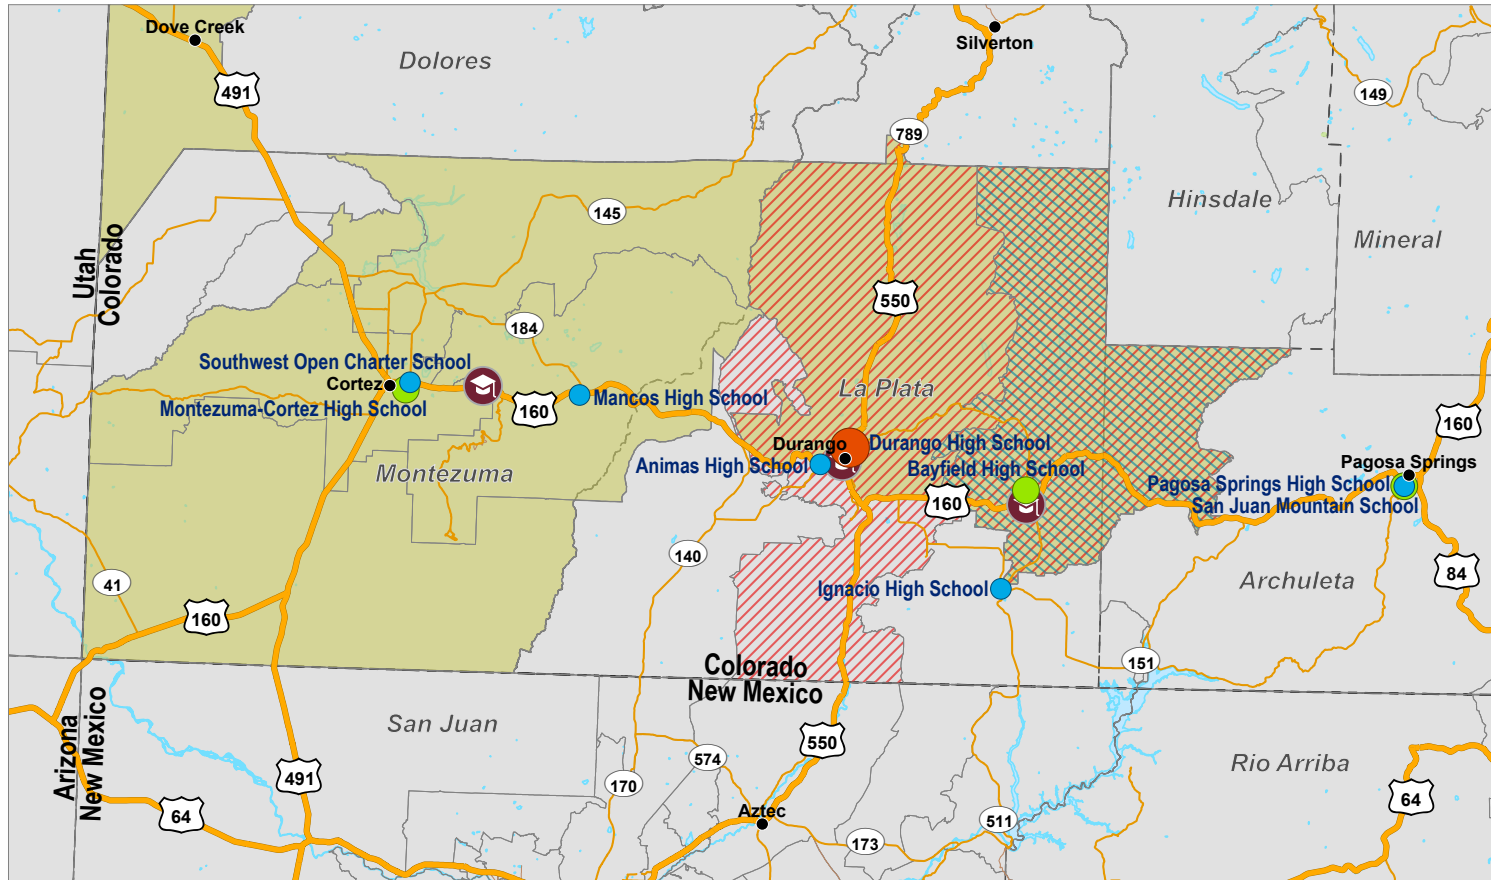 Dove Creek
Silverton
Dolores
491
149
789
Hinsdale
145
Mineral
Utah
Colorado
550
184
Southwest Open Charter School
Cortez
La Plata
Mancos High School
Montezuma-Cortez High School
160
160
Durango
Durango High School
Animas High School
Bayfield High School
Pagosa Springs
Montezuma
Pagosa Springs High School
160
San Juan Mountain School
140
41
84
Archuleta
Ignacio High School
160
151
Colorado
New Mexico
San Juan
Arizona
New Mexico
550
574
Rio Arriba
491
170
64
64
Aztec
511
173